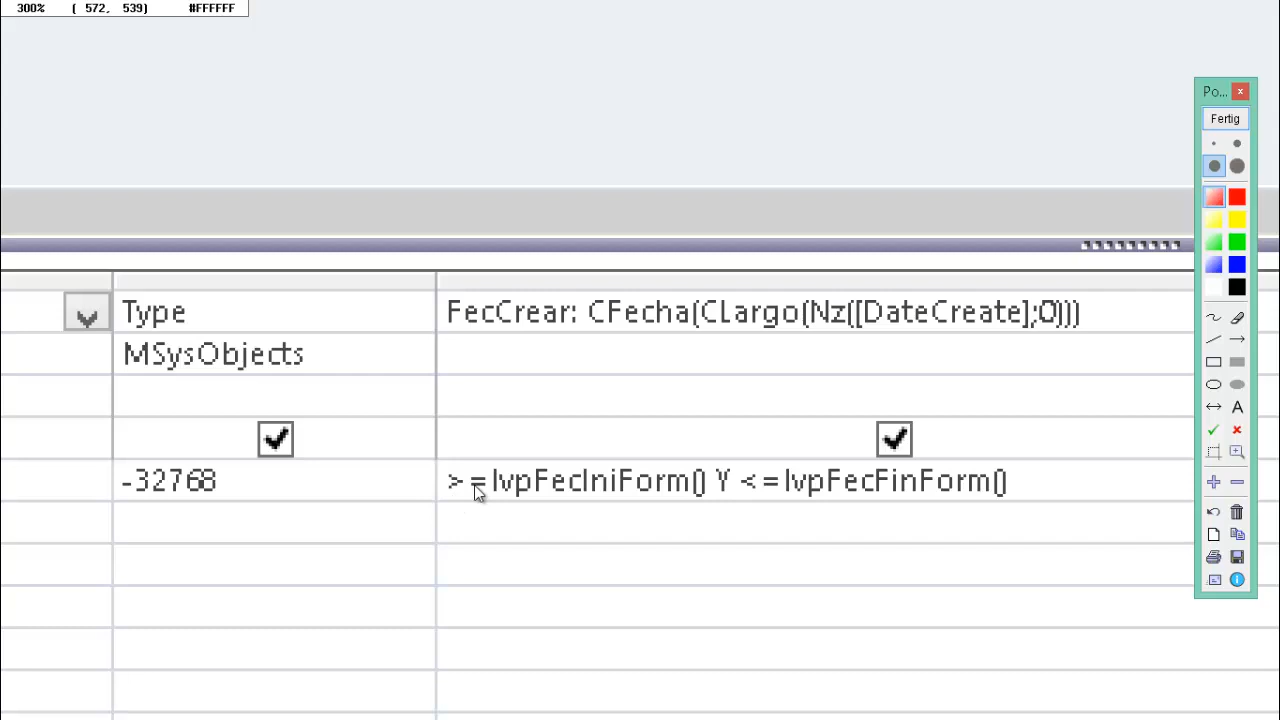 300% ( 572, 539) #FFFFFF
Po...
Fertig
Type FecCrear: CFecha(CLargo(Nz([DateCreate];0)))
MSysObjects
-32768 >=lvpFecIniForm() Y <=lvpFecFinForm()